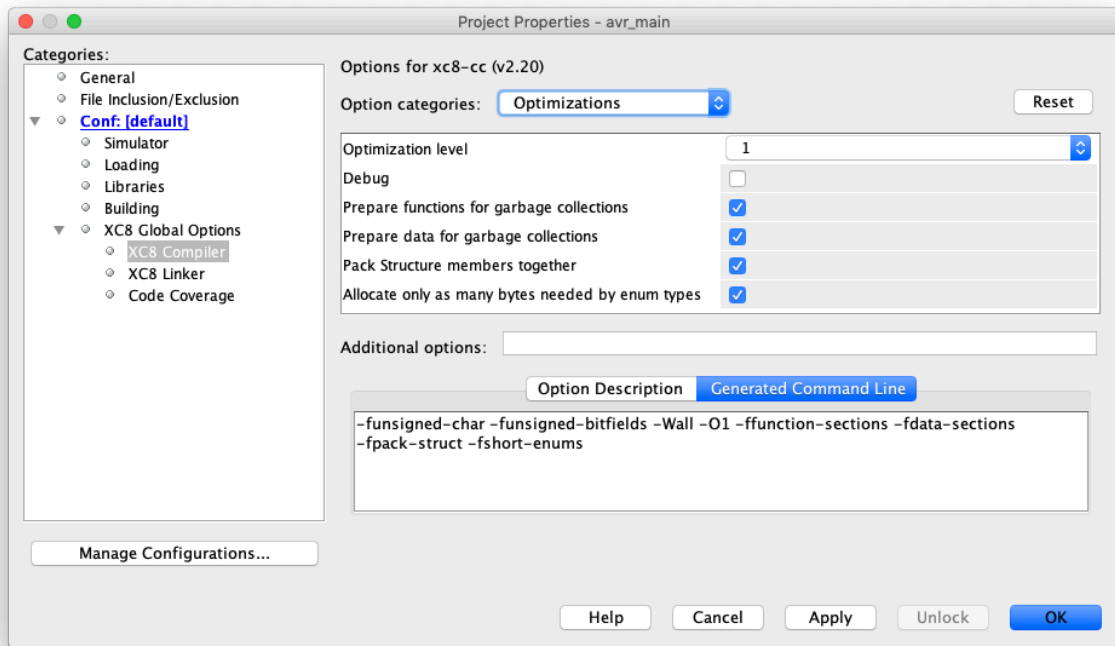 Project Properties - avr_main
Categories:
General
File Inclusion/Exclusion
Conf: [default]
Simulator
Loading
Libraries
Building
XC8 Global Options
XC8 Compiler
XC8 Linker
Code Coverage
Manage Configurations...
Options for xc8-cc (v2.20)
Option categories: Optimizations Reset
Optimization level 1
Debug
Prepare functions for garbage collections
Prepare data for garbage collections
Pack Structure members together
Allocate only as many bytes needed by enum types
Additional options:
Option Description Generated Command Line
-funsigned-char -funsigned-bitfields -Wall -O1 -ffunction-sections -fdata-sections
-fpack-struct -fshort-enums
Help Cancel Apply Unlock OK